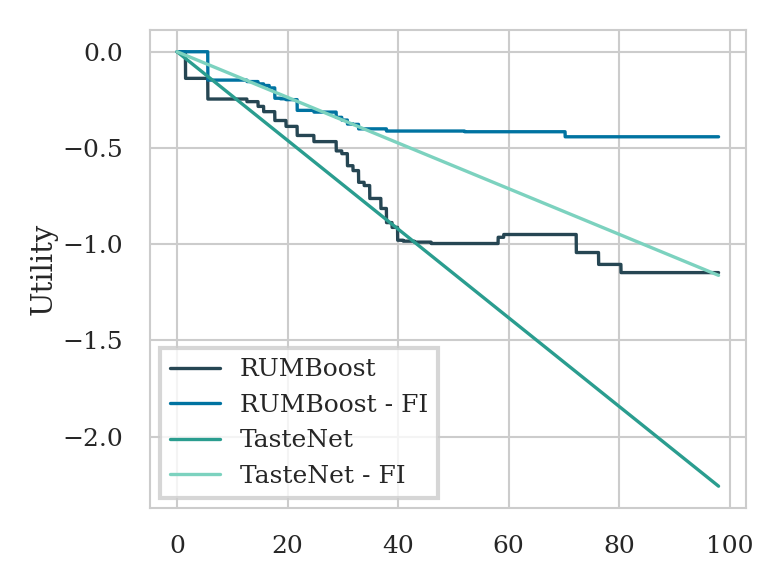 0.0
−0.5
−1.0
−1.5
−2.0
Utility
RUMBoost
RUMBoost - FI
TasteNet
TasteNet - FI
0 20 40 60 80 100